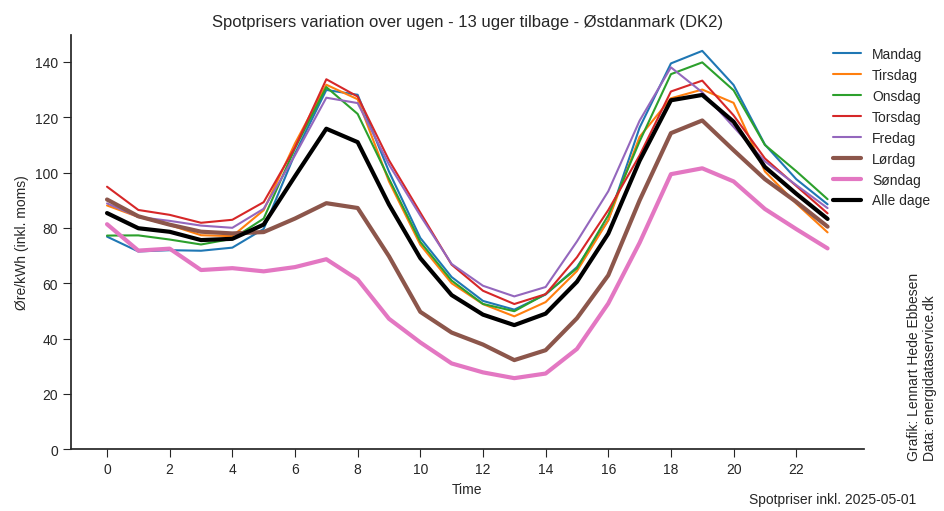 Spotprisers variation over ugen - 13 uger tilbage - Østdanmark (DK2)
Øre/kWh (inkl. moms)
140
120
100
80
60
40
20
0
0 2 4 6 8 10 12 14 16 18 20 22
Time
Mandag
Tirsdag
Onsdag
Torsdag
Fredag
Lørdag
Søndag
Alle dage
Grafik: Lennart Hede Ebbesen
Data: energidataservice.dk
Spotpriser inkl. 2025-05-01